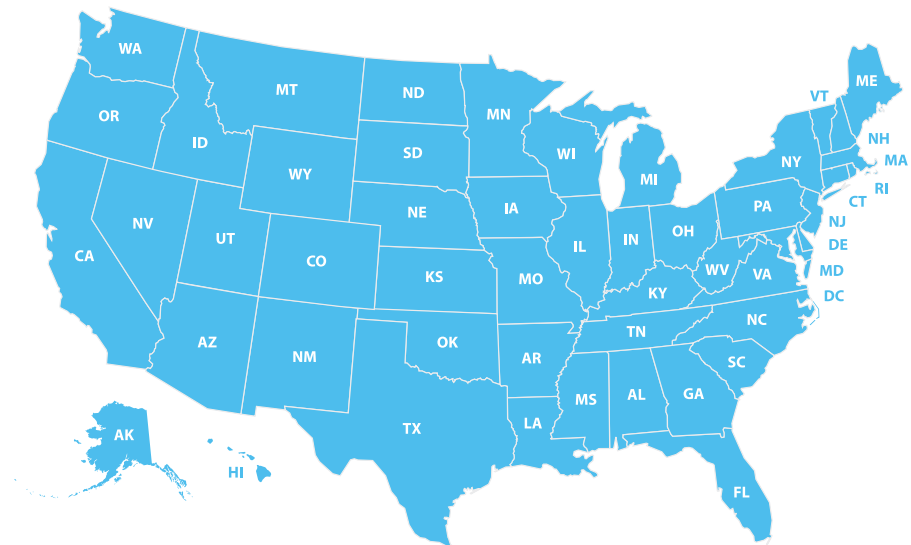 WA
MT
ND
MN
VT
ME
OR
ID
SD
WI
MI
NY
NH
MA
WY
RI
CT
NV
UT
NE
IA
PA
NJ
CA
CO
KS
MO
IL
IN
OH
WV
VA
DE
MD
DC
KY
AZ
NM
OK
AR
TN
NC
SC
TX
LA
MS
AL
GA
AK
HI
FL